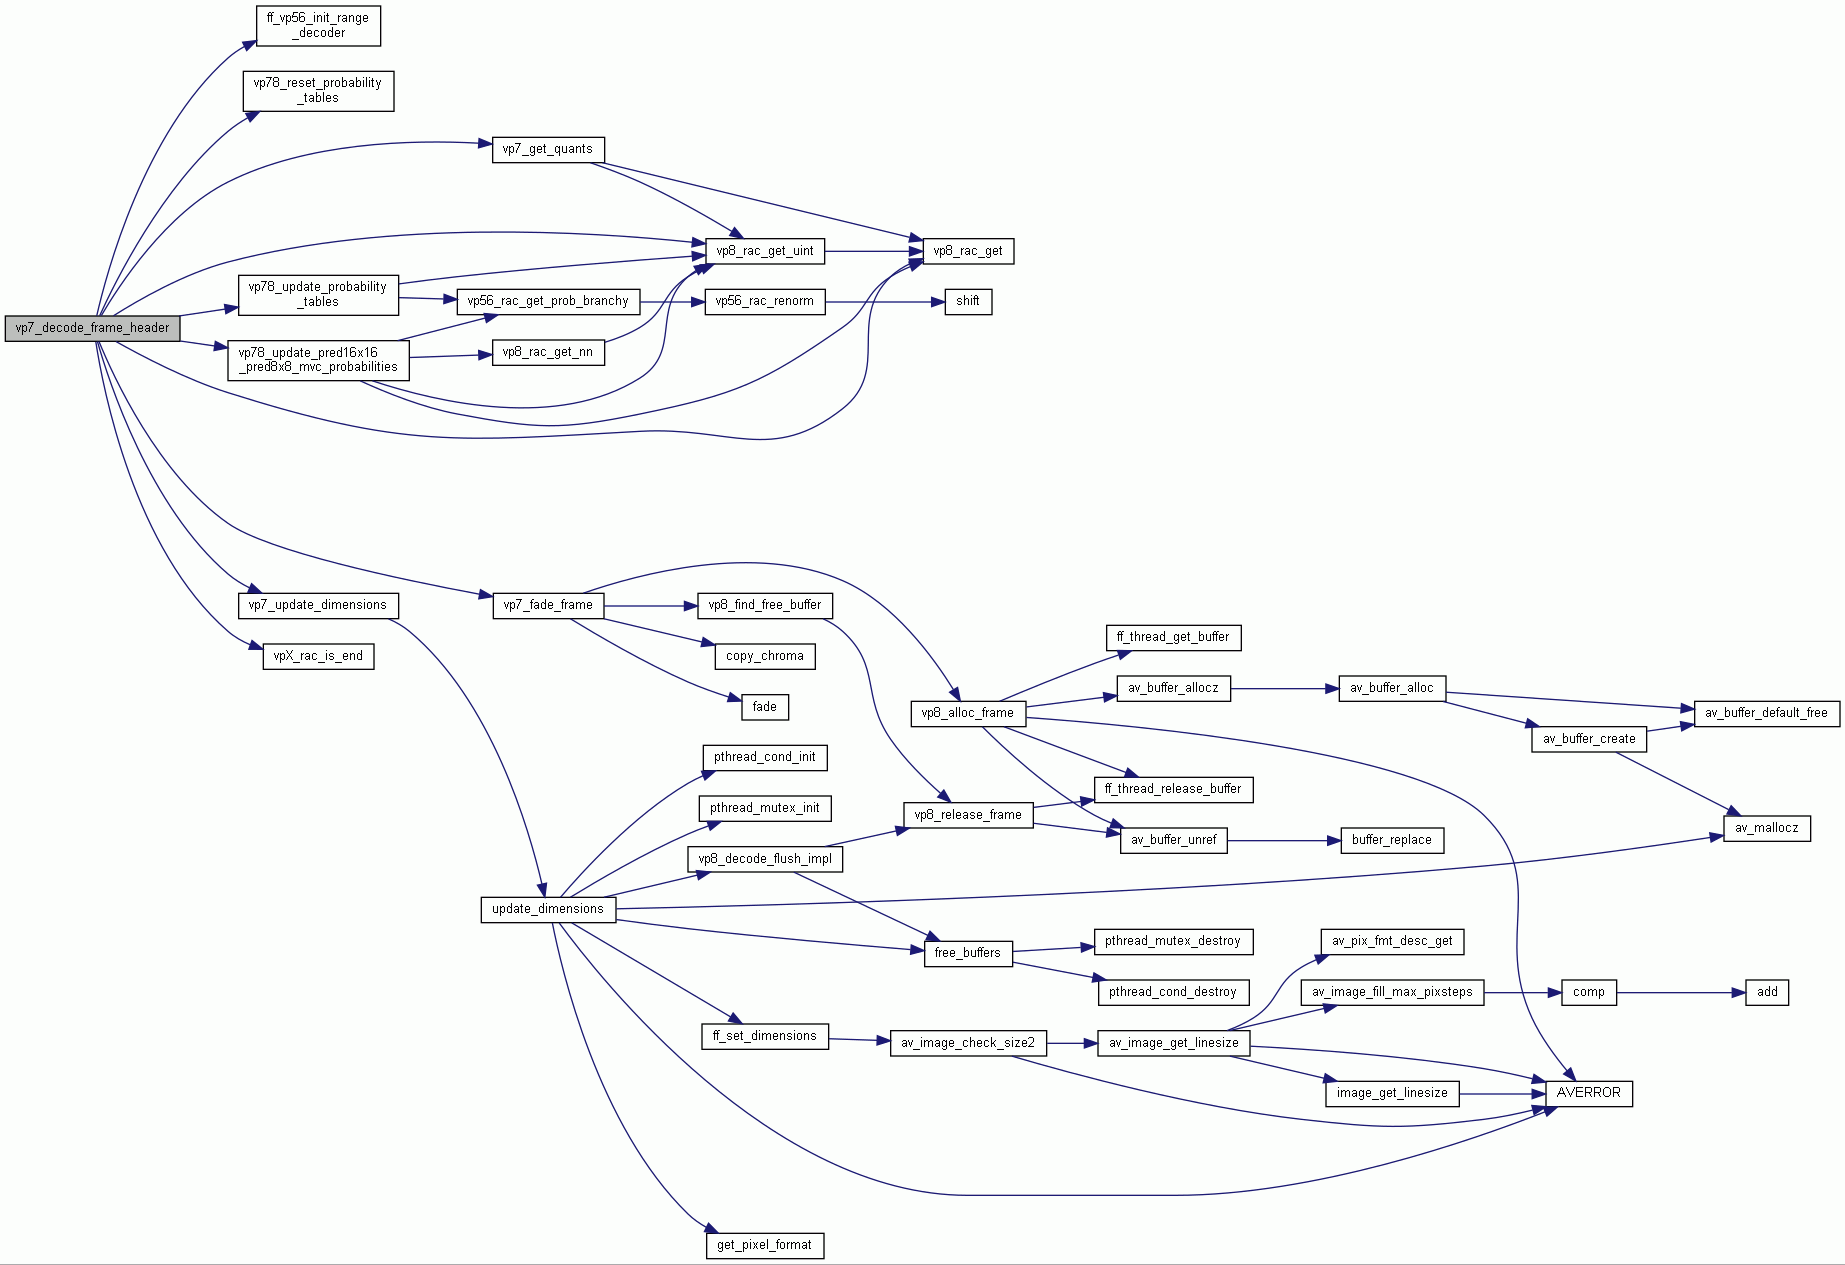 ff_vp56_init_range
_decoder
vp78_reset_probability
_tables
vp7_get_quants
vp8_rac_get_uint
vp8_rac_get
vp78_update_probability
_tables
vp56_rac_get_prob_branchy
vp56_rac_renorm
shift
vp7_decode_frame_header
vp78_update_pred16x16
_pred8x8_mvc_probabilities
vp8_rac_get_nn
vp7_update_dimensions
vp7_fade_frame
vp8_find_free_buffer
ff_thread_get_buffer
vpX_rac_is_end
copy_chroma
av_buffer_allocz
av_buffer_alloc
fade
vp8_alloc_frame
av_buffer_default_free
av_buffer_create
pthread_cond_init
ff_thread_release_buffer
pthread_mutex_init
vp8_release_frame
av_mallocz
av_buffer_unref
buffer_replace
vp8_decode_flush_impl
update_dimensions
free_buffers
pthread_mutex_destroy
av_pix_fmt_desc_get
pthread_cond_destroy
av_image_fill_max_pixsteps
comp
add
ff_set_dimensions
av_image_check_size2
av_image_get_linesize
image_get_linesize
AVERROR
get_pixel_format